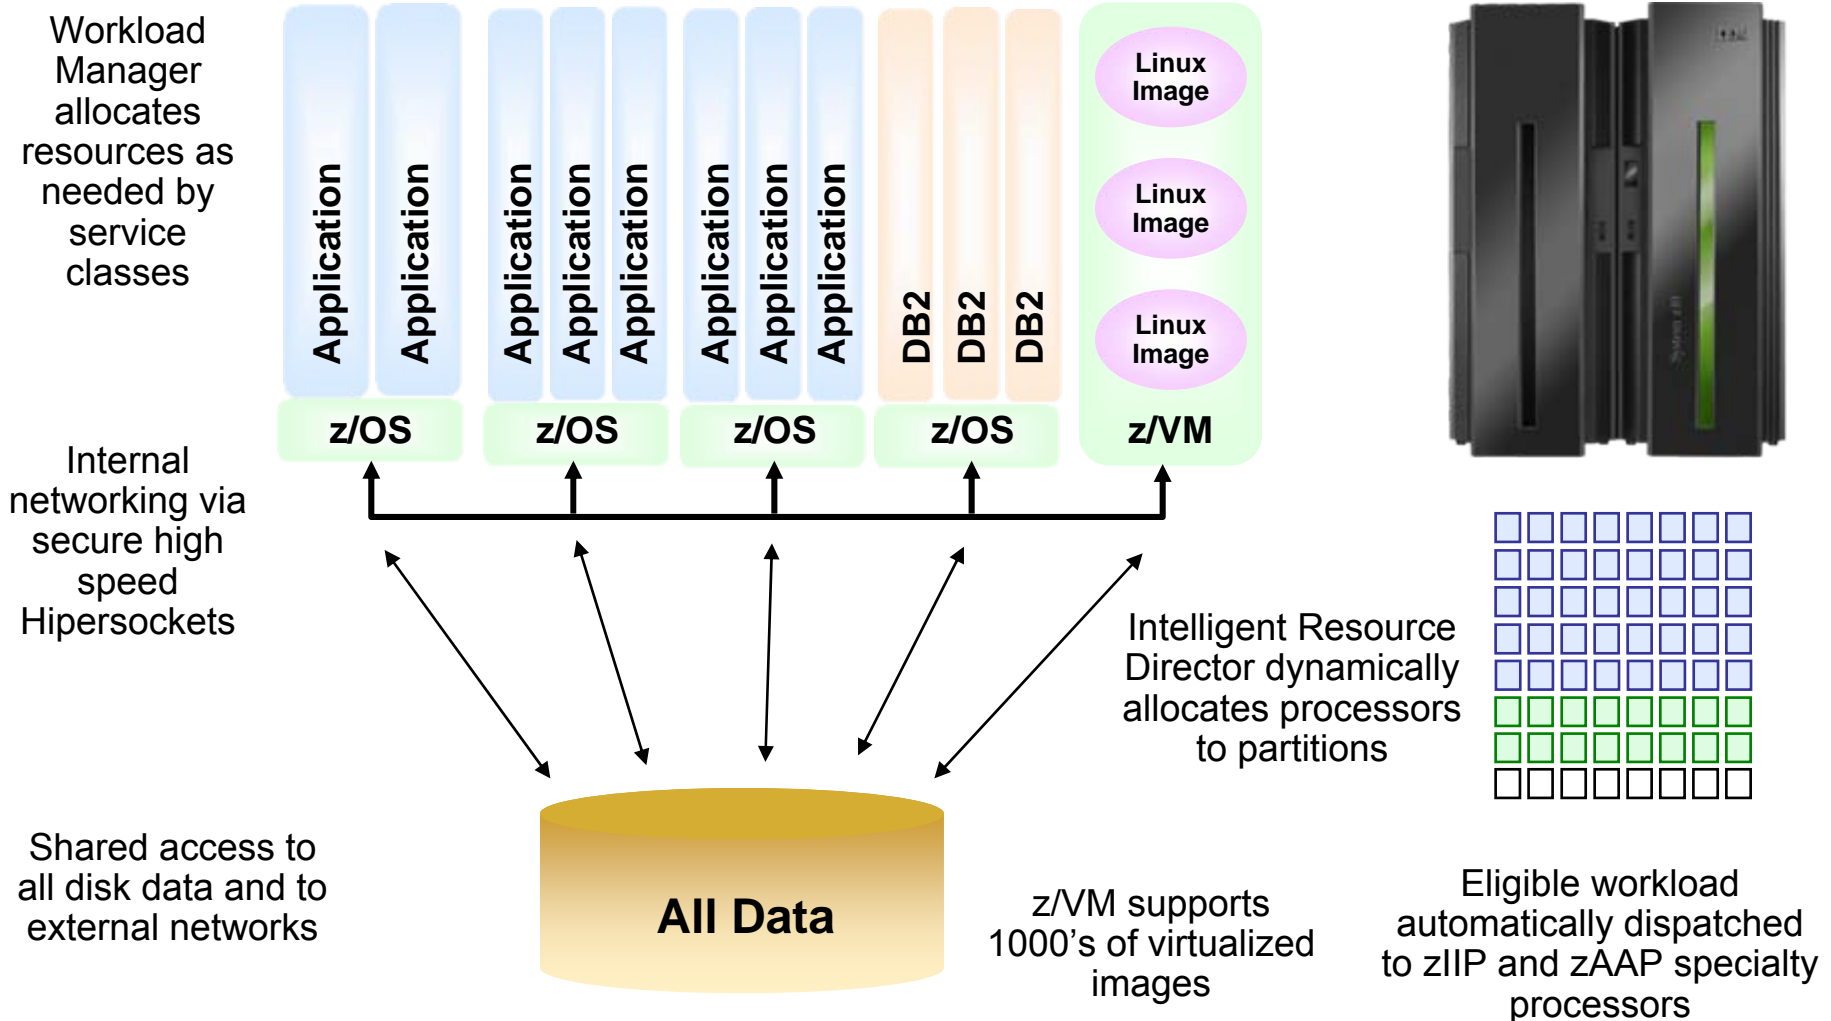 Workload
Manager
allocates
resources as
needed by
service
classes
Application
Application
Application
Application
Application
Application
Application
Application
DB2
DB2
DB2
Linux
Image
Linux
Image
Linux
Image
z/OS
z/OS
z/OS
z/OS
z/VM
Internal
networking via
secure high
speed
Hipersockets
Intelligent Resource
Director dynamically
allocates processors
to partitions
Shared access to
all disk data and to
external networks
All Data
z/VM supports
1000’s of virtualized
images
Eligible workload
automatically dispatched
to zIIP and zAAP specialty
processors